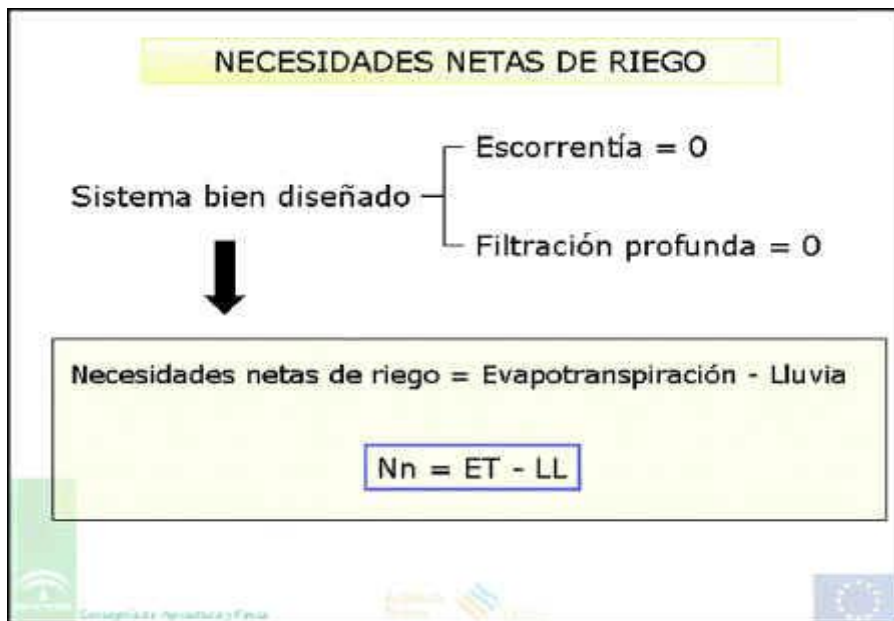 NECESIDADES NETAS DE RIEGO
Escorrentía = 0
Sistema bien diseñado
Filtración profunda = 0
Necesidades netas de riego = Evapotranspiración - Lluvia
Nn = ET - LL